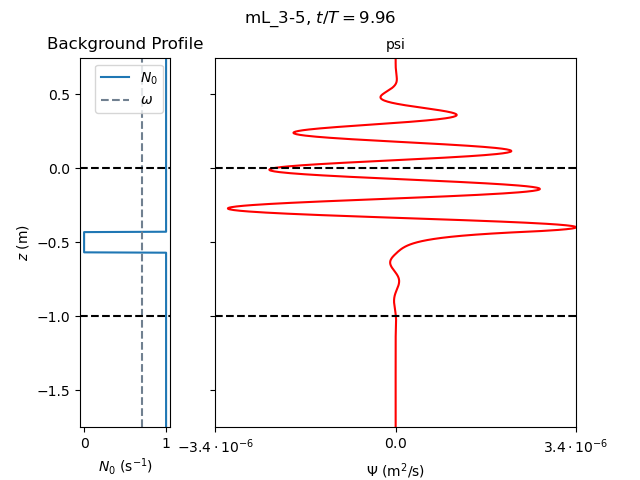 mL_3-5, t/T = 9.96
Background Profile
psi
N₀
ω
0.5
0.0
−0.5
−1.0
−1.5
z (m)
0
1
N₀ (s⁻¹)
−3.4 · 10⁻⁶
0.0
3.4 · 10⁻⁶
Ψ (m²/s)